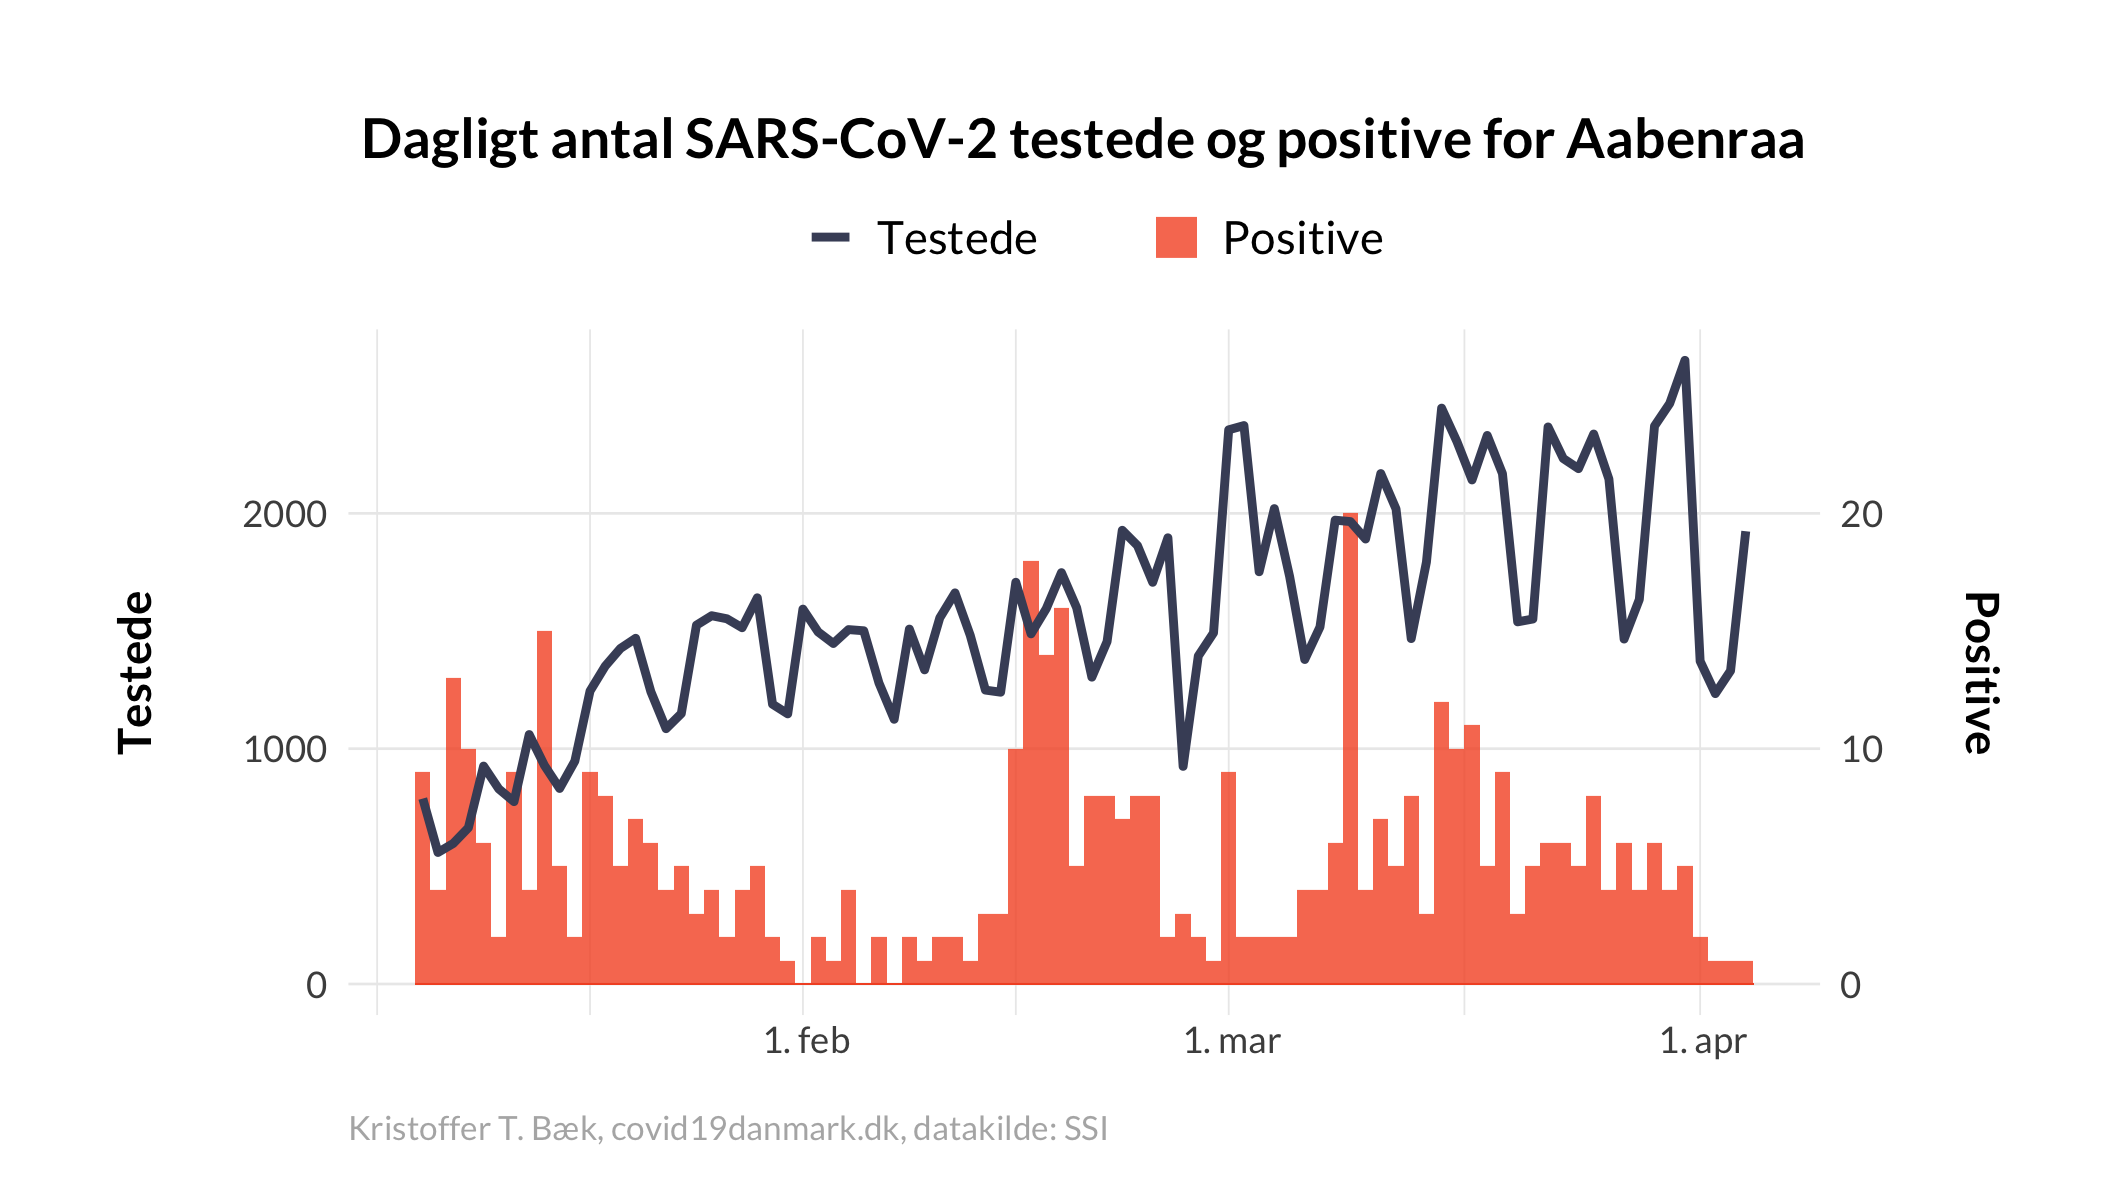 Dagligt antal SARS-CoV-2 testede og positive for Aabenraa
Testede Positive
2000 20
1000 10
0 0
Testede
Positive
1. feb 1. mar 1. apr
Kristoffer T. Bæk, covid19danmark.dk, datakilde: SSI